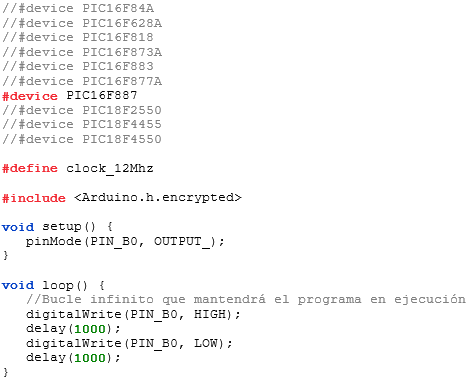 //#device PIC16F84A
//#device PIC16F628A
//#device PIC16F818
//#device PIC16F873A
//#device PIC16F883
//#device PIC16F877A
#device PIC16F887
//#device PIC18F2550
//#device PIC18F4455
//#device PIC18F4550

#define clock_12Mhz

#include <Arduino.h.encrypted>

void setup() {
   pinMode(PIN_B0, OUTPUT_);
}

void loop() {
   //Bucle infinito que mantendrá el programa en ejecución
   digitalWrite(PIN_B0, HIGH);
   delay(1000);
   digitalWrite(PIN_B0, LOW);
   delay(1000);
}